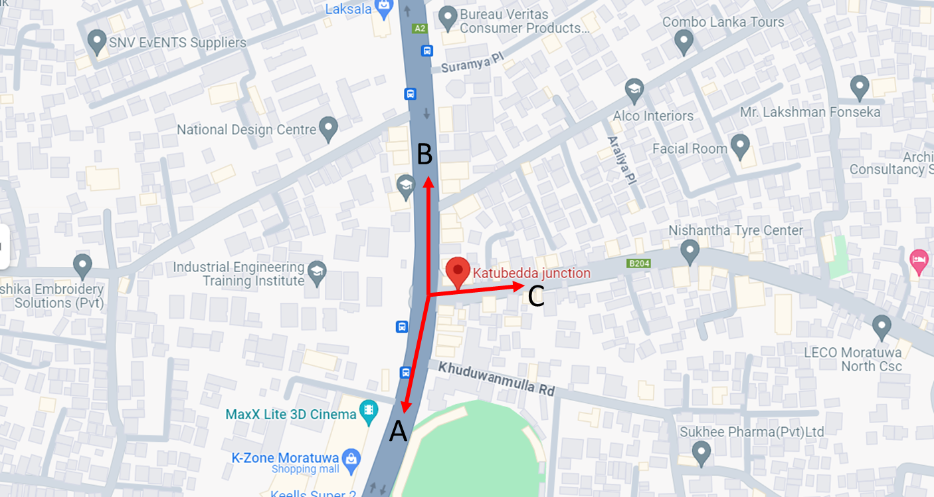 Laksala
A2
Bureau Veritas
Consumer Products...
Combo Lanka Tours
SNV EvENTS Suppliers
Suramya Pl
Alco Interiors
Mr. Lakshman Fonseka
National Design Centre
B
Araliya Pl
Facial Room
Archi
Consultancy S
Nishantha Tyre Center
Industrial Engineering
Training Institute
Katubedda junction
B204
C
shika Embroidery
Solutions (Pvt)
LECO Moratuwa
North Csc
Khuduwanmulla Rd
MaxX Lite 3D Cinema
A
Sukhee Pharma(Pvt)Ltd
K-Zone Moratuwa
Shopping mall
Keells Super 2